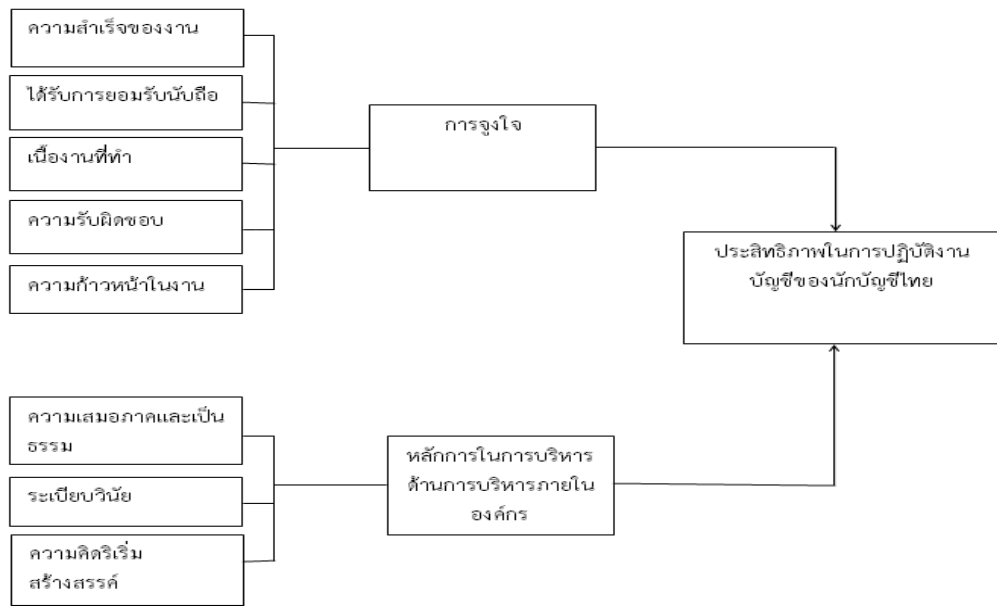 ความสำเร็จของงาน
ได้รับการยอมรับนับถือ
เนื้องานที่ทำ
ความรับผิดชอบ
ความก้าวหน้าในงาน
การจูงใจ
ประสิทธิภาพในการปฏิบัติงาน
บัญชีของนักบัญชีไทย
ความเสมอภาคและเป็น
ธรรม
ระเบียบวินัย
ความคิดริเริ่ม
สร้างสรรค์
หลักการในการบริหาร
ด้านการบริหารภายใน
องค์กร